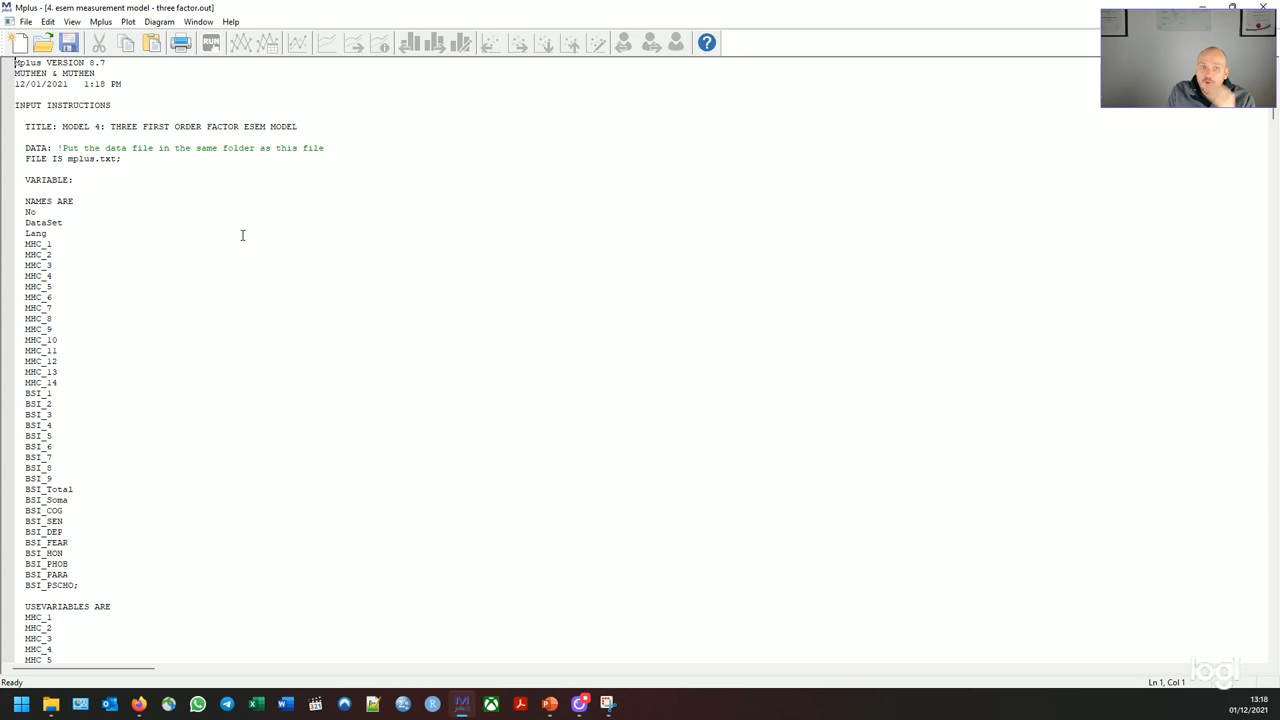 Mplus - [4. esem measurement model - three factor.out]
File Edit View Mplus Plot Diagram Window Help
RUN
Mplus VERSION 8.7
MUTHEN & MUTHEN
12/01/2021 1:18 PM
INPUT INSTRUCTIONS
TITLE: MODEL 4: THREE FIRST ORDER FACTOR ESEM MODEL
DATA: !Put the data file in the same folder as this file
FILE IS mplus.txt;
VARIABLE:
NAMES ARE
No
DataSet
Lang
MHC_1
MHC_2
MHC_3
MHC_4
MHC_5
MHC_6
MHC_7
MHC_8
MHC_9
MHC_10
MHC_11
MHC_12
MHC_13
MHC_14
BSI_1
BSI_2
BSI_3
BSI_4
BSI_5
BSI_6
BSI_7
BSI_8
BSI_9
BSI_Total
BSI_Soma
BSI_COG
BSI_SEN
BSI_DEP
BSI_FEAR
BSI_HON
BSI_PHOB
BSI_PARA
BSI_PSCHO;
USEVARIABLES ARE
MHC_1
MHC_2
MHC_3
MHC_4
MHC_5
logi
Ready
Ln 1, Col 1
13:18
01/12/2021